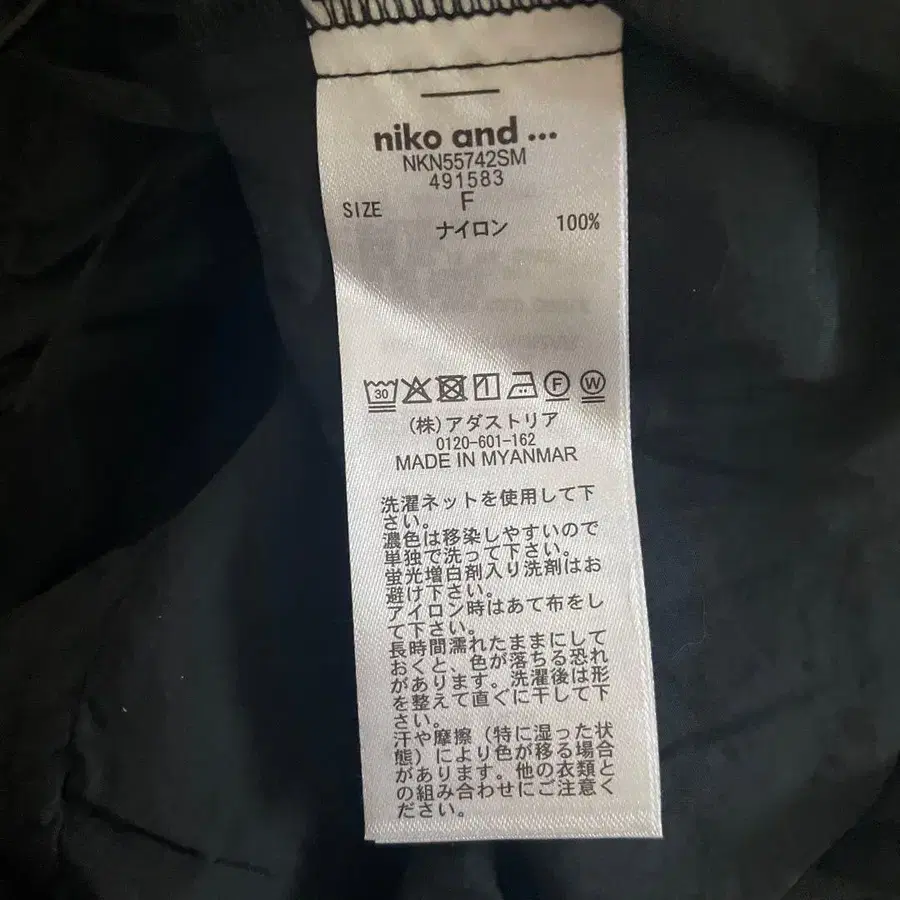 niko and ...
NKN55742SM
491583
SIZE F
ナイロン 100%
30 F W
(株)アダストリア
0120-601-162
MADE IN MYANMAR
洗濯ネットを使用して下
さい。
濃色は移染しやすいので
単独で洗って下さい。
蛍光増白剤入り洗剤はお
避け下さい。
アイロン時はあて布をし
て下さい。
長時間濡れたままにして
おくと、色が落ちる恐れ
があります。洗濯後は形
を整えて直ぐに干して下
さい。
汗や摩擦（特に湿った状
態）により色が移る場合
があります。他の衣類と
の組み合わせにご注意く
ださい。